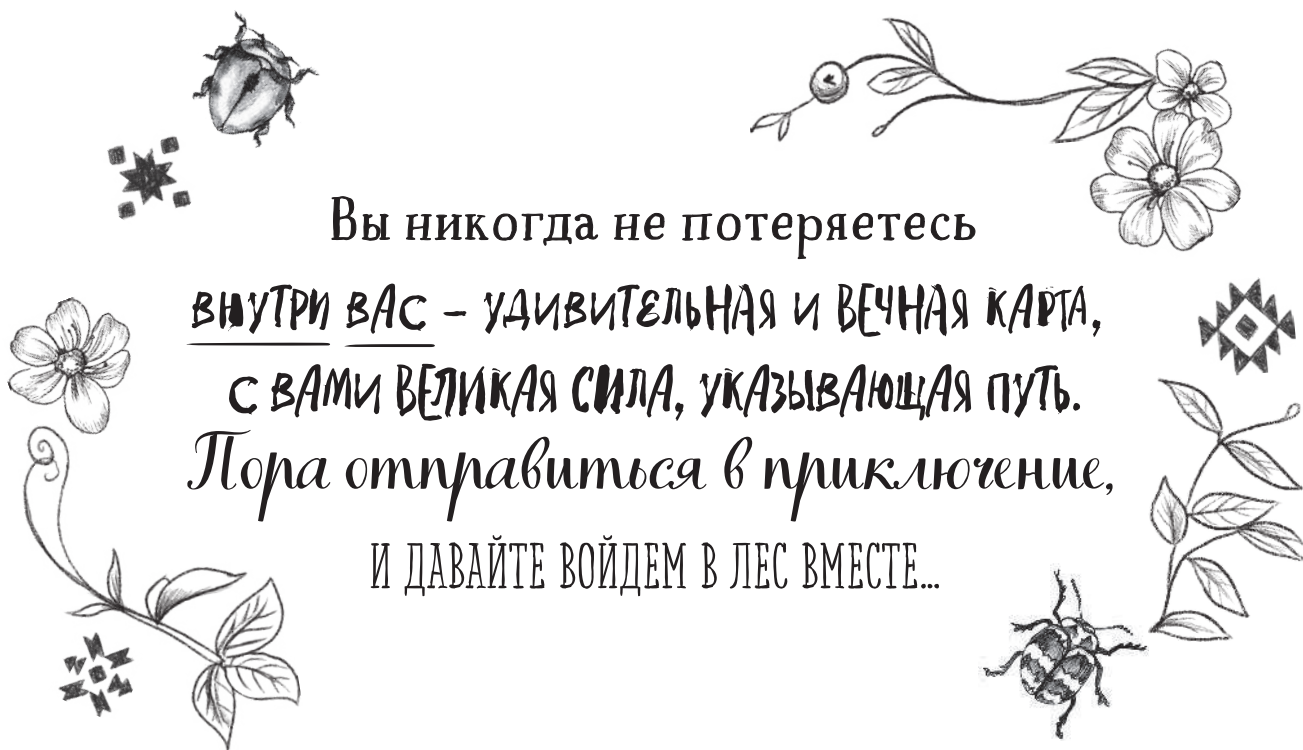 Вы никогда не потеряетесь
ВНУТРИ ВАС – УДИВИТЕЛЬНАЯ И ВЕЧНАЯ КАРТА,
С ВАМИ ВЕЛИКАЯ СИЛА, УКАЗЫВАЮЩАЯ ПУТЬ.
Пора отправиться в приключение,
И ДАВАЙТЕ ВОЙДЕМ В ЛЕС ВМЕСТЕ...